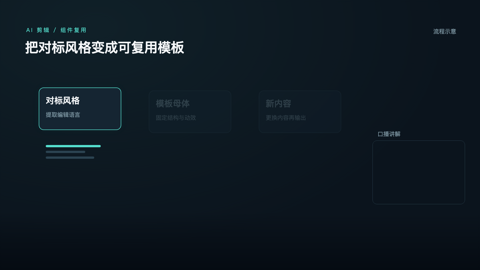 AI 剪辑 / 组件复用
把对标风格变成可复用模板
流程示意
对标风格
提取编辑语言
模板母体
固定结构与动效
新内容
替换内容再输出
口播讲解